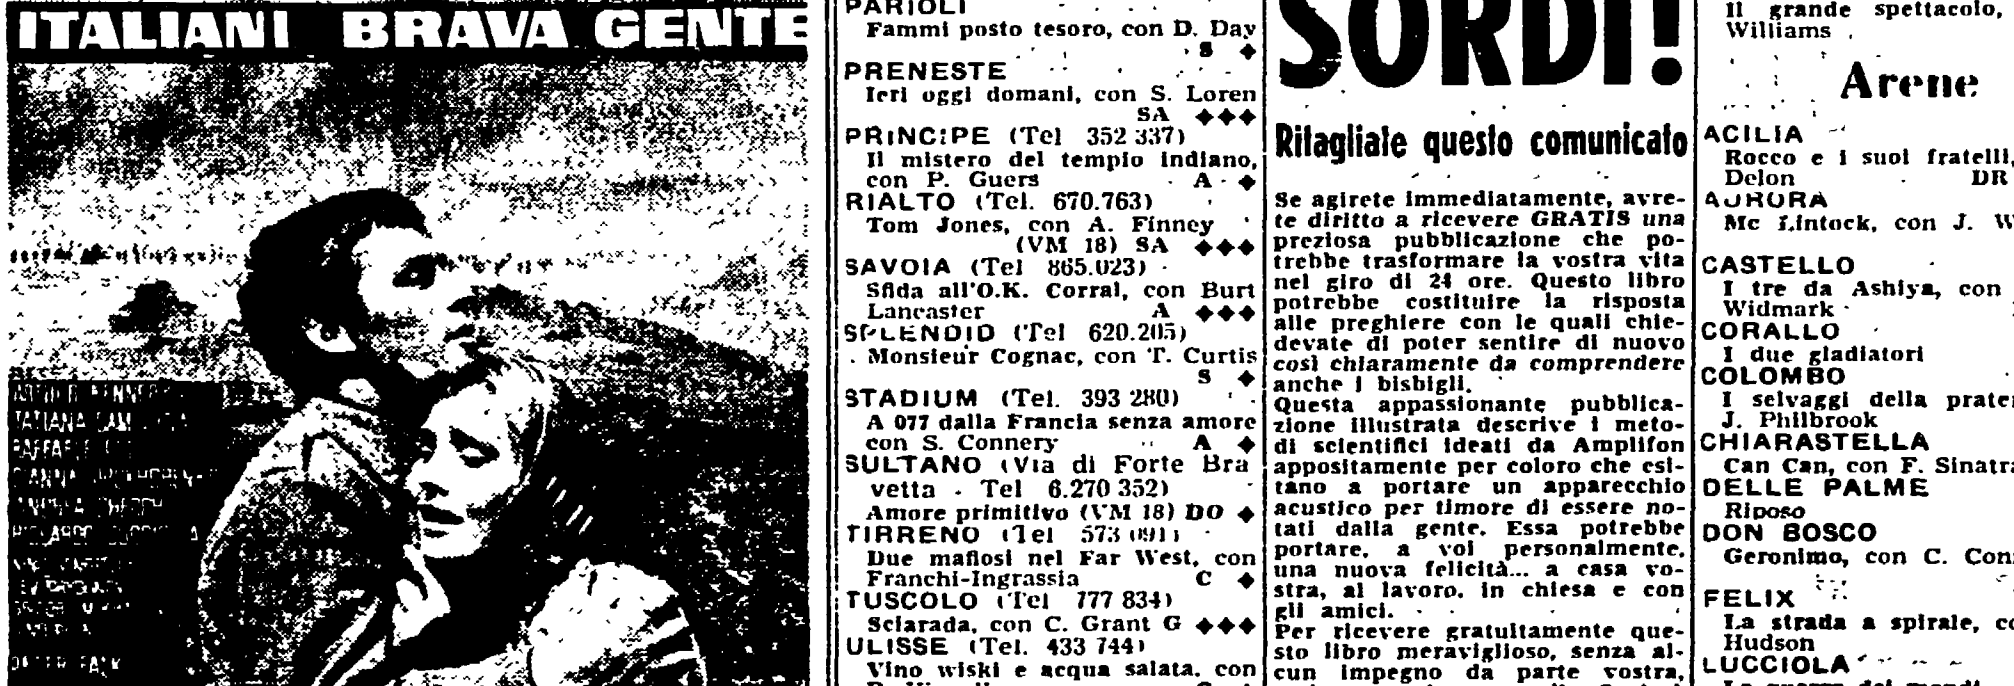 ITALIANI BRAVA GENTE
PETER FALK
PARIOLI
Fammi posto tesoro, con D. Day
S ◆
PRENESTE
Ieri oggi domani, con S. Loren
SA ◆◆◆
PRINCIPE (Tel 352 337)
Il mistero del tempio indiano,
con P. Guers A ◆
RIALTO (Tel. 670.763)
Tom Jones, con A. Finney
(VM 18) SA ◆◆◆
SAVOIA (Tel 865.023)
Sfida all'O.K. Corral, con Burt
Lancaster A ◆◆◆
SPLENDID (Tel 620.205)
Monsieur Cognac, con T. Curtis
S ◆
STADIUM (Tel. 393 280)
A 077 dalla Francia senza amore
con S. Connery A ◆
SULTANO (Via di Forte Bra
vetta - Tel 6.270 352)
Amore primitivo (VM 18) DO ◆
TIRRENO (Tel 573 091)
Due mafiosi nel Far West, con
Franchi-Ingrassia C ◆
TUSCOLO (Tel 777 834)
Sciarada, con C. Grant G ◆◆◆
ULISSE (Tel. 433 744)
Vino wiski e acqua salata, con
SORDI!
Ritagliate questo comunicato
Se agirete immediatamente, avre-
te diritto a ricevere GRATIS una
preziosa pubblicazione che po-
trebbe trasformare la vostra vita
nel giro di 24 ore. Questo libro
potrebbe costituire la risposta
alle preghiere con le quali chie-
devate di poter sentire di nuovo
così chiaramente da comprendere
anche i bisbigli.
Questa appassionante pubblica-
zione illustrata descrive i meto-
di scientifici ideati da Amplifon
appositamente per coloro che esi-
tano a portare un apparecchio
acustico per timore di essere no-
tati dalla gente. Essa potrebbe
portare, a voi personalmente,
una nuova felicità... a casa vo-
stra, al lavoro, in chiesa e con
gli amici.
Per ricevere gratuitamente que-
sto libro meraviglioso, senza al-
cun impegno da parte vostra,
Il grande spettacolo,
Williams
Arene
ACILIA
Rocco e i suoi fratelli,
Delon DR
AURORA
Mc Lintock, con J. W
CASTELLO
I tre da Ashiya, con
Widmark
CORALLO
I due gladiatori
COLOMBO
I selvaggi della prater
J. Philbrook
CHIARASTELLA
Can Can, con F. Sinatra
DELLE PALME
Riposo
DON BOSCO
Geronimo, con C. Con
FELIX
La strada a spirale, co
Hudson
LUCCIOLA